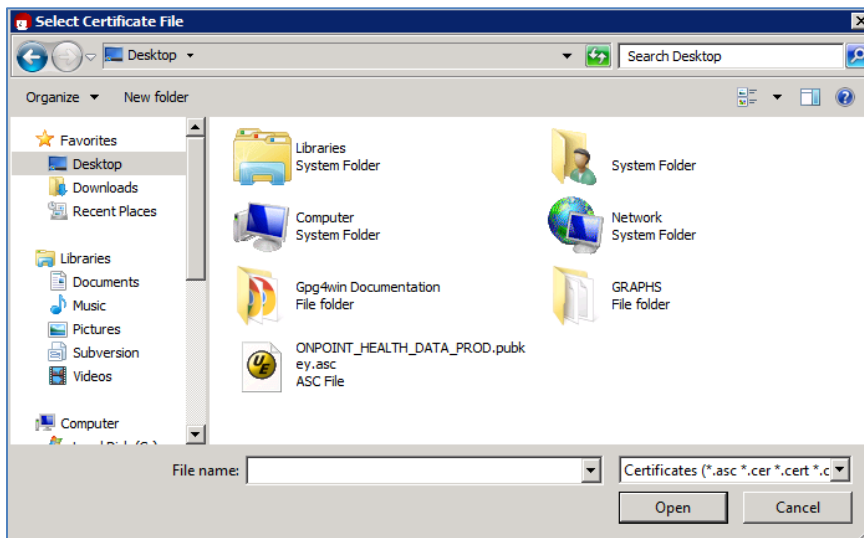 Select Certificate File
Desktop
Search Desktop
Organize New folder
Favorites
Desktop
Downloads
Recent Places
Libraries
Documents
Music
Pictures
Subversion
Videos
Computer
Libraries
System Folder
System Folder
Computer
System Folder
Network
System Folder
Gpg4win Documentation
File folder
GRAPHS
File folder
UE
ONPOINT_HEALTH_DATA_PROD.pubk
ey.asc
ASC File
File name:
Certificates (*.asc *.cer *.cert *.c
Open Cancel